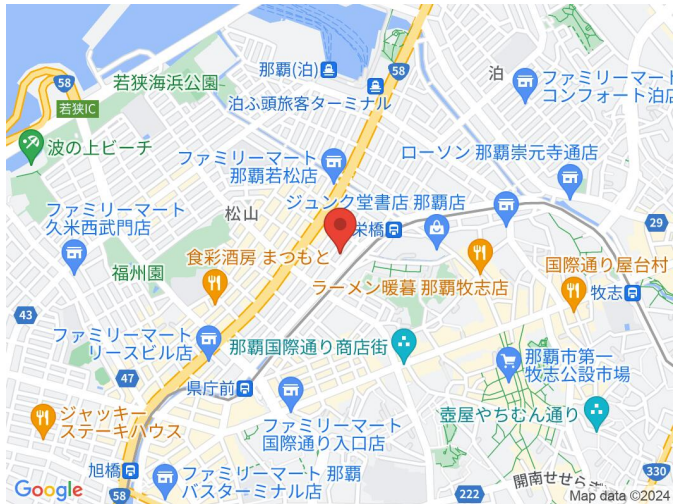 58
若狭IC
若狭海浜公園
那覇(泊)
58
泊ふ頭旅客ターミナル
泊
ファミリーマート
コンフォート泊店
波の上ビーチ
ファミリーマート
那覇若松店
ローソン 那覇崇元寺通店
ジュンク堂書店 那覇店
ファミリーマート
久米西武門店
松山
栄橋
29
食彩酒房 まつもと
福州園
ラーメン暖暮 那覇牧志店
国際通り屋台村
牧志
43
ファミリーマート
リースビル店
那覇国際通り商店街
那覇市第一
牧志公設市場
47
県庁前
ジャッキー
ステーキハウス
ファミリーマート
国際通り入口店
壺屋やちむん通り
旭橋
ファミリーマート 那覇
バスターミナル店
開南せせら
330
Google
58
222
Map data ©2024